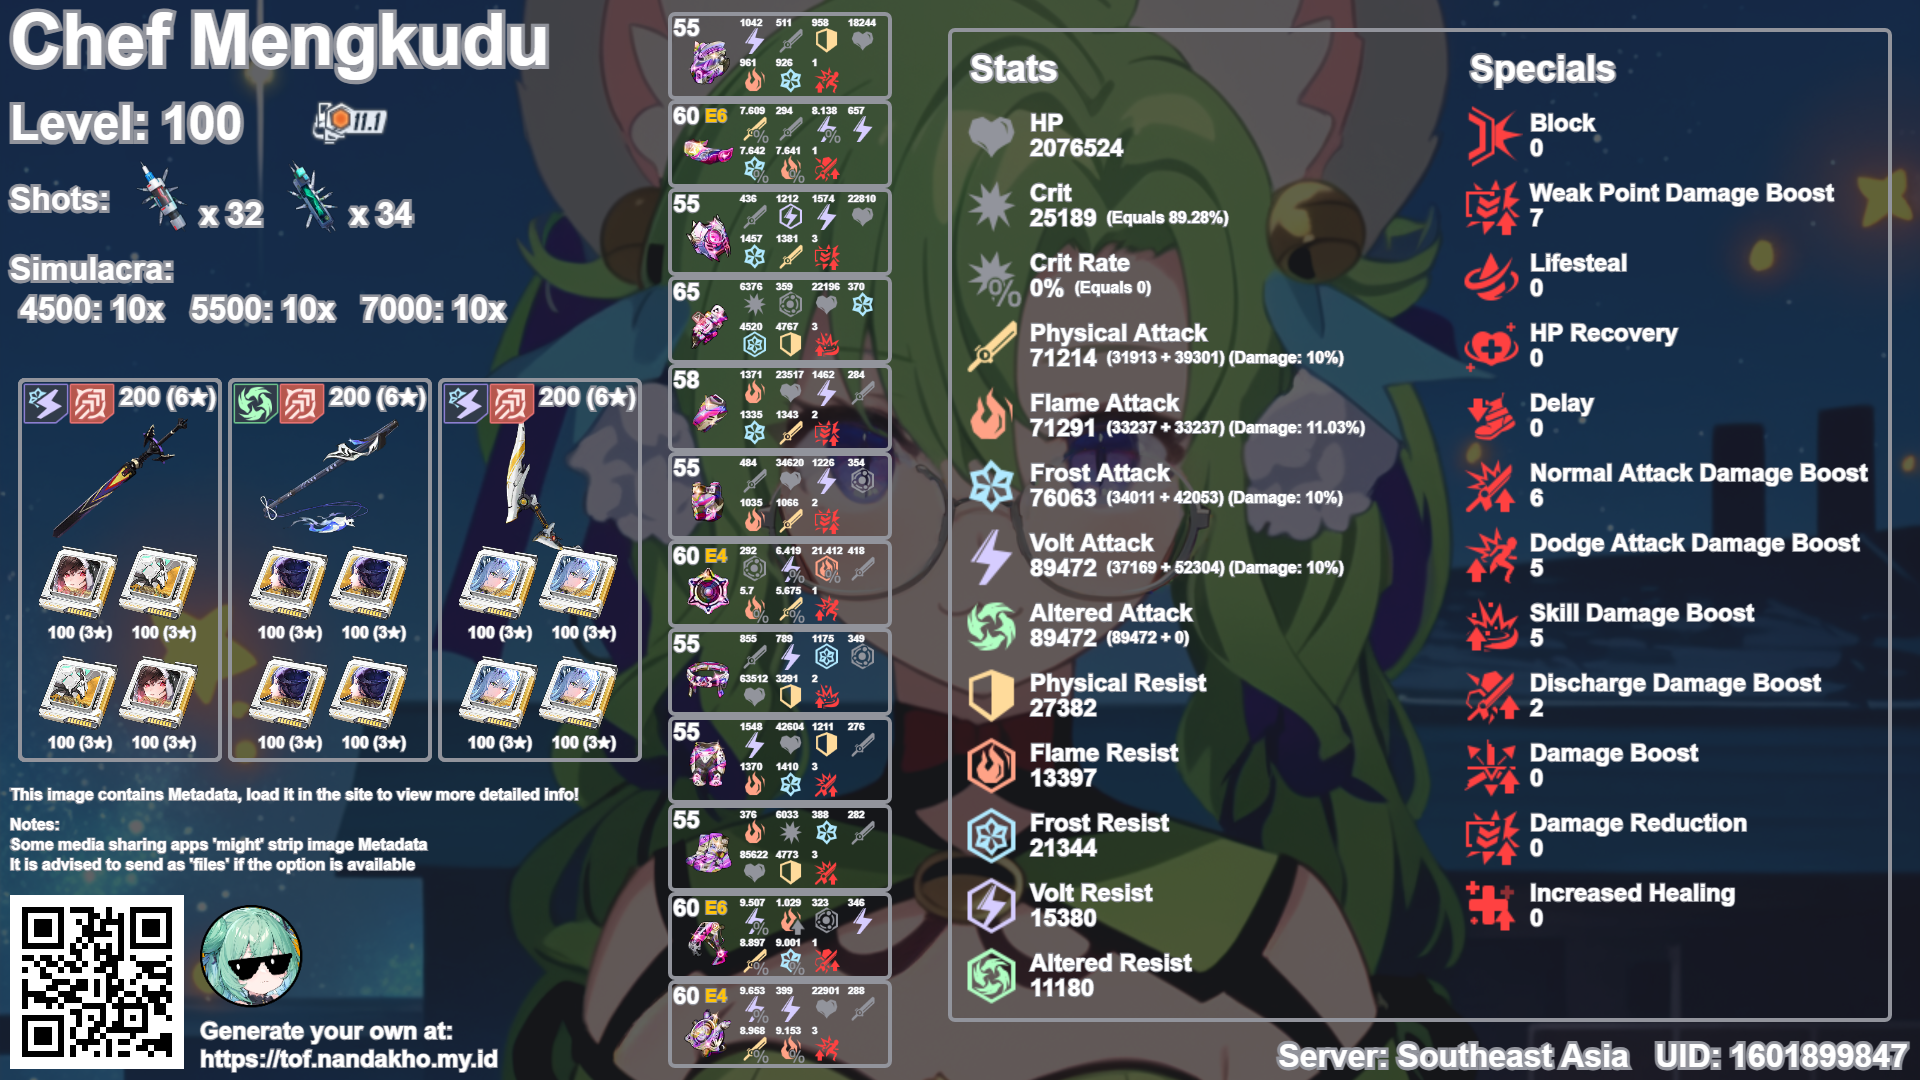 Chef Mengkudu
Level: 100
11.1
Shots: x 32 x 34
Simulacra:
4500: 10x 5500: 10x 7000: 10x
200 (6★) 200 (6★) 200 (6★)
100 (3★) 100 (3★) 100 (3★) 100 (3★) 100 (3★) 100 (3★)
100 (3★) 100 (3★) 100 (3★) 100 (3★) 100 (3★) 100 (3★)
This image contains Metadata, load it in the site to view more detailed info!
Notes:
Some media sharing apps 'might' strip image Metadata
It is advised to send as 'files' if the option is available
Generate your own at:
https://tof.nandakho.my.id
55 1042 511 958 18244
961 926 1
60 E6 7.609 294 8.138 657
7.642 7.641 1
55 436 1212 1574 22810
1457 1381 3
65 6376 359 22196 370
4520 4767 3
58 1371 23517 1462 284
1335 1343 2
55 484 34620 1226 354
1035 1066 2
60 E4 292 6.419 21.412 418
5.7 5.675 1
55 855 789 1175 349
63512 3291 2
55 1548 42604 1211 276
1370 1410 3
55 376 6033 388 282
85622 4773 3
60 E6 9.507 1.029 323 346
8.897 9.001 1
60 E4 9.653 399 22901 288
8.968 9.153 3
Stats
HP
2076524
Crit
25189 (Equals 89.28%)
Crit Rate
0% (Equals 0)
Physical Attack
71214 (31913 + 39301) (Damage: 10%)
Flame Attack
71291 (33237 + 33237) (Damage: 11.03%)
Frost Attack
76063 (34011 + 42053) (Damage: 10%)
Volt Attack
89472 (37169 + 52304) (Damage: 10%)
Altered Attack
89472 (89472 + 0)
Physical Resist
27382
Flame Resist
13397
Frost Resist
21344
Volt Resist
15380
Altered Resist
11180
Specials
Block
0
Weak Point Damage Boost
7
Lifesteal
0
HP Recovery
0
Delay
0
Normal Attack Damage Boost
6
Dodge Attack Damage Boost
5
Skill Damage Boost
5
Discharge Damage Boost
2
Damage Boost
0
Damage Reduction
0
Increased Healing
0
Server: Southeast Asia UID: 1601899847